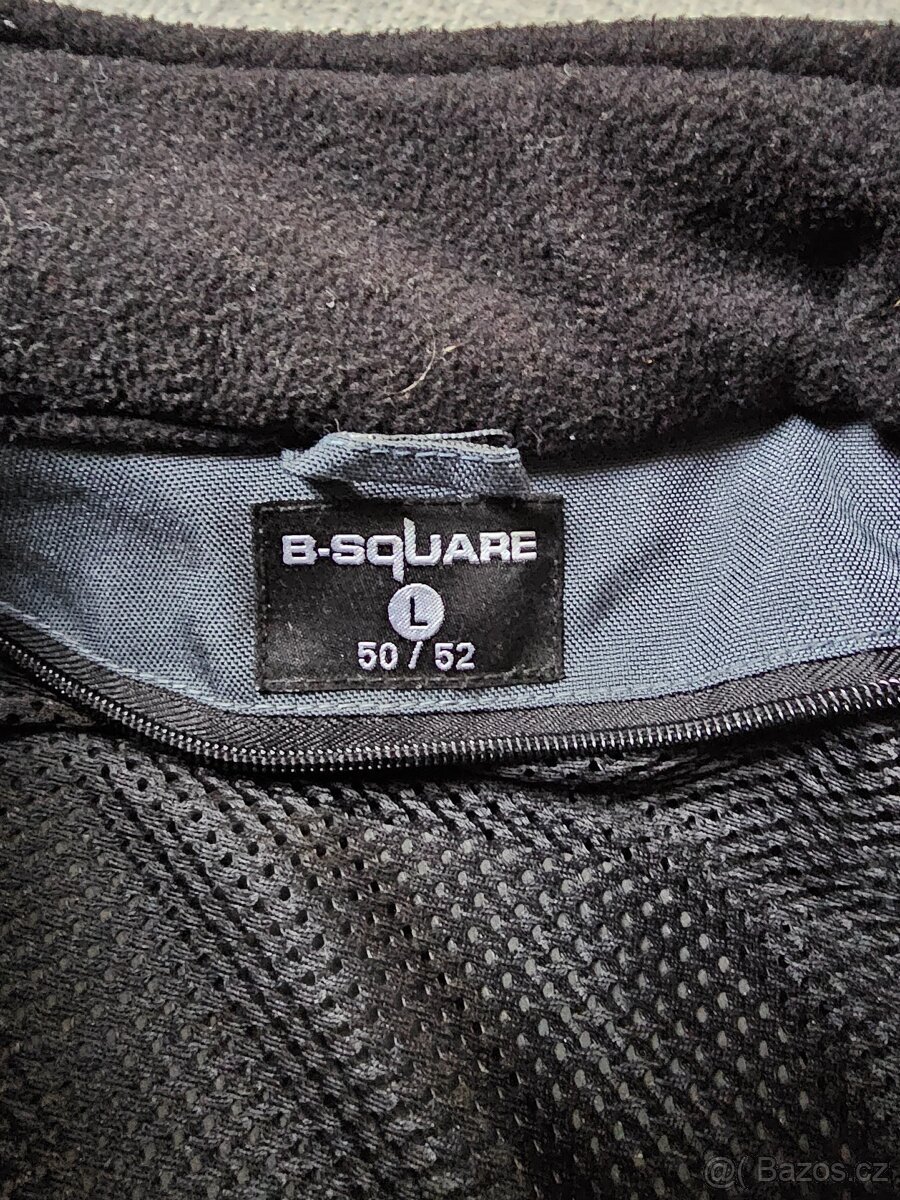 B-SQUARE
L
50 / 52
@( Bazos.cz